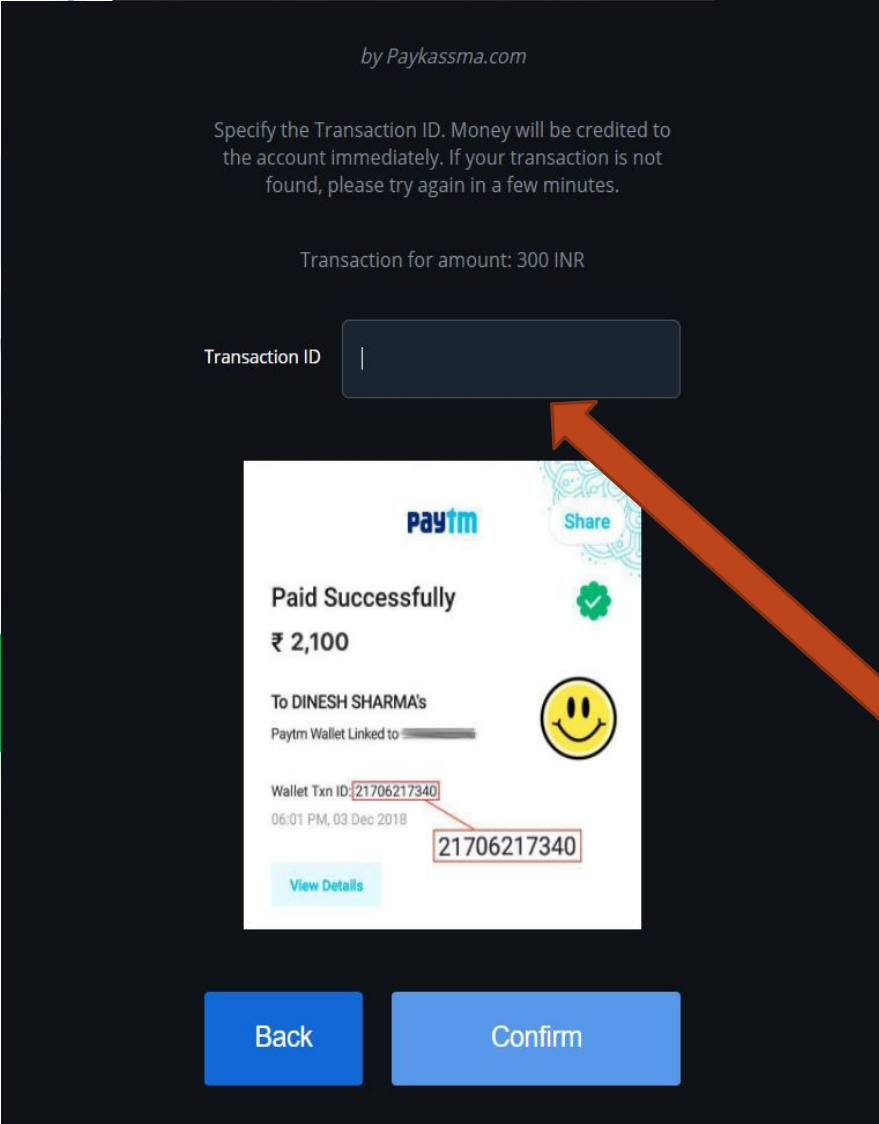 by Paykassma.com
Specify the Transaction ID. Money will be credited to
the account immediately. If your transaction is not
found, please try again in a few minutes.
Transaction for amount: 300 INR
Transaction ID
paytm
Share
Paid Successfully
₹ 2,100
To DINESH SHARMA's
Paytm Wallet Linked to
Wallet Txn ID: 21706217340
06:01 PM, 03 Dec 2018
21706217340
View Details
Back
Confirm